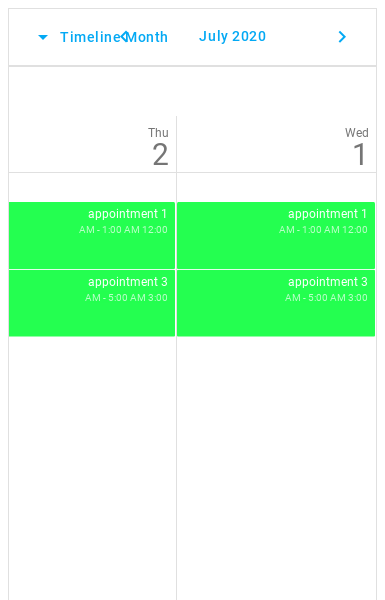 Timeline Month
July 2020
Wed
1
Thu
2
appointment 1
AM - 1:00 AM 12:00
appointment 1
AM - 1:00 AM 12:00
appointment 3
AM - 5:00 AM 3:00
appointment 3
AM - 5:00 AM 3:00